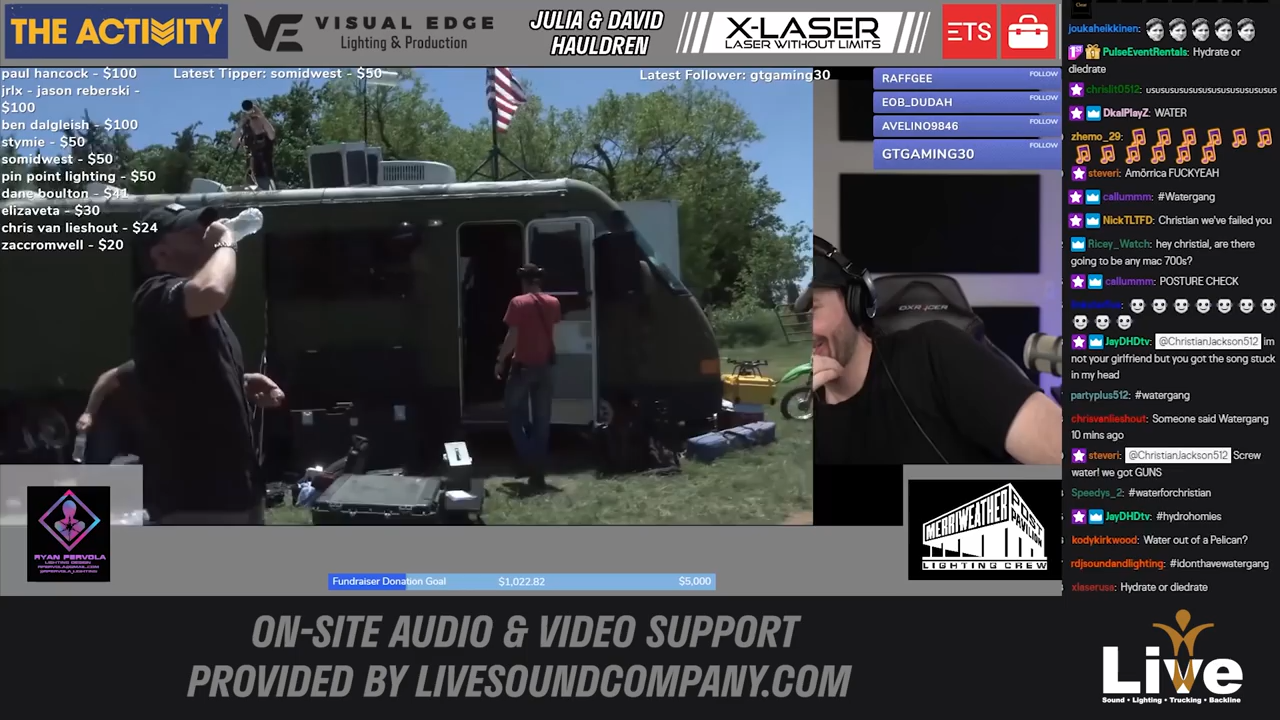 THE ACTIVITY
VISUAL EDGE
Lighting & Production
JULIA & DAVID
HAULDREN
X-LASER
LASER WITHOUT LIMITS
ETS
paul hancock - $100
jrlx - jason reberski -
$100
ben dalgleish - $100
stymie - $50
somidwest - $50
pin point lighting - $50
dane boulton - $41
elizaveta - $30
chris van lieshout - $24
zaccromwell - $20
Latest Tipper: somidwest - $50
Latest Follower: gtgaming30
RAFFGEE FOLLOW
EOB_DUDAH FOLLOW
AVELINO9846 FOLLOW
GTGAMING30 FOLLOW
DXRACER
joukaheikkinen:
PulseEventRentals: Hydrate or
diedrate
chrislit0512: usususususususususususususus
DkalPlayZ: WATER
zhemo_29:
steveri: Amôrrica FUCKYEAH
callummm: #Watergang
NickTLTFD: Christian we've failed you
Ricey_Watch: hey christial, are there
going to be any mac 700s?
callummm: POSTURE CHECK
JayDHDtv: @ChristianJackson512 im
not your girlfriend but you got the song stuck
in my head
partyplus512: #watergang
chrisvanlieshout: Someone said Watergang
10 mins ago
steveri: @ChristianJackson512 Screw
water! we got GUNS
Speedys_2: #waterforchristian
JayDHDtv: #hydrohomies
kodykirkwood: Water out of a Pelican?
rdjsoundandlighting: #idonthavewatergang
xiaseruss: Hydrate or diedrate
RYAN PERVOLA
LIGHTING DESIGN
MERRIWEATHER POST
PAVILION
LIGHTING CREW
Fundraiser Donation Goal $1,022.82 $5,000
ON-SITE AUDIO & VIDEO SUPPORT
PROVIDED BY LIVESOUNDCOMPANY.COM
Live
Sound • Lighting • Trucking • Backline